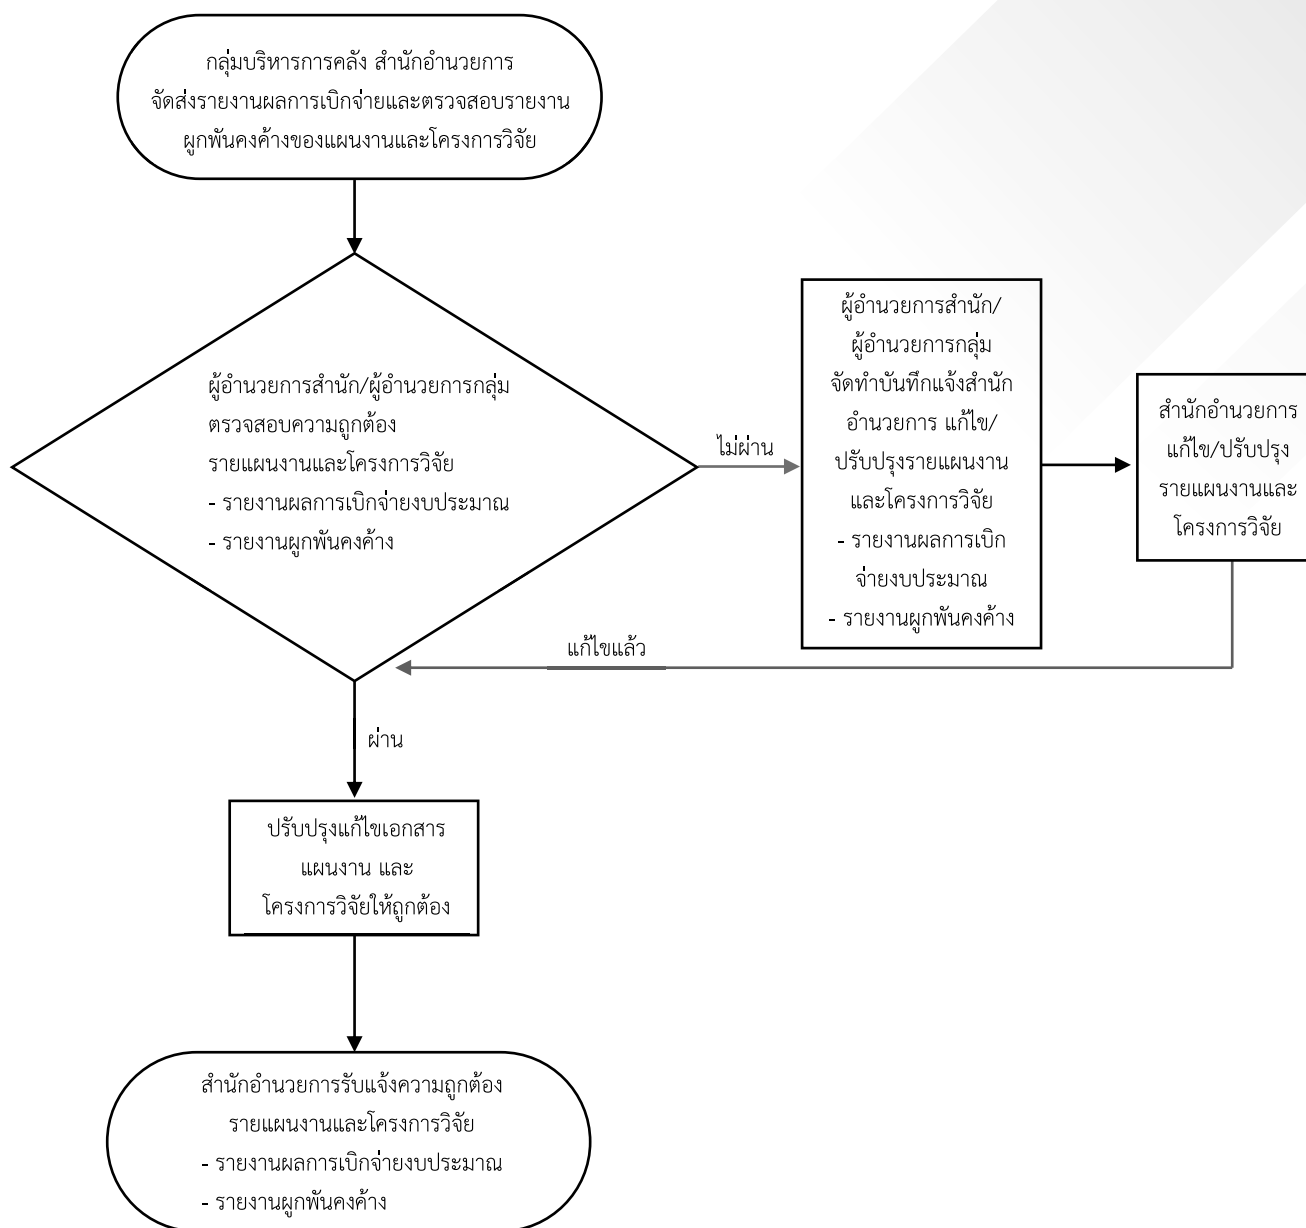 กลุ่มบริหารการคลัง สำนักอำนวยการ
จัดส่งรายงานผลการเบิกจ่ายและตรวจสอบรายงาน
ผูกพันคงค้างของแผนงานและโครงการวิจัย
ผู้อำนวยการสำนัก/ผู้อำนวยการกลุ่ม
ตรวจสอบความถูกต้อง
รายแผนงานและโครงการวิจัย
- รายงานผลการเบิกจ่ายงบประมาณ
- รายงานผูกพันคงค้าง
ไม่ผ่าน
ผู้อำนวยการสำนัก/
ผู้อำนวยการกลุ่ม
จัดทำบันทึกแจ้งสำนัก
อำนวยการ แก้ไข/
ปรับปรุงรายแผนงาน
และโครงการวิจัย
- รายงานผลการเบิก
จ่ายงบประมาณ
- รายงานผูกพันคงค้าง
สำนักอำนวยการ
แก้ไข/ปรับปรุง
รายแผนงานและ
โครงการวิจัย
แก้ไขแล้ว
ผ่าน
ปรับปรุงแก้ไขเอกสาร
แผนงาน และ
โครงการวิจัยให้ถูกต้อง
สำนักอำนวยการรับแจ้งความถูกต้อง
รายแผนงานและโครงการวิจัย
- รายงานผลการเบิกจ่ายงบประมาณ
- รายงานผูกพันคงค้าง